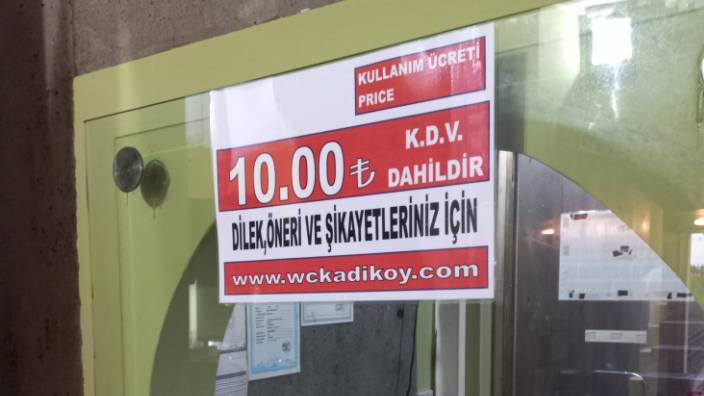 KULLANIM ÜCRETİ
PRICE
10.00 ₺ K.D.V. DAHİLDİR
DİLEK,ÖNERİ VE ŞİKAYETLERİNİZ İÇİN
www.wckadikoy.com